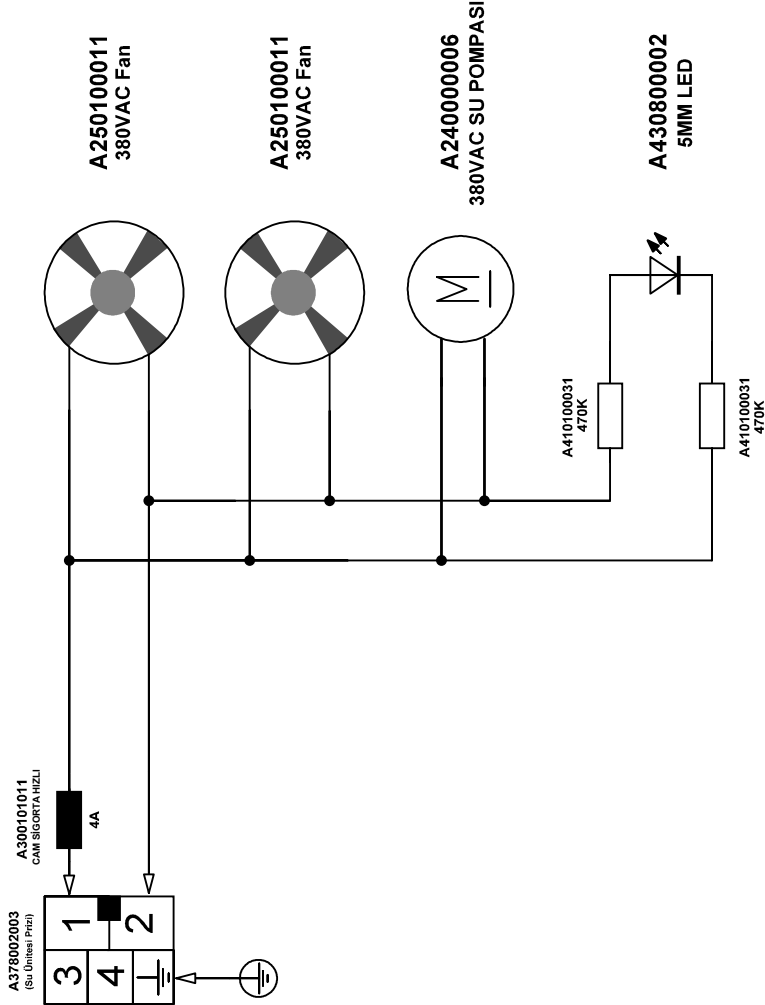 A250100011
380VAC Fan
A250100011
380VAC Fan
A240000006
380VAC SU POMPASI
A430800002
5MM LED
M
A410100031
470K
A410100031
470K
A300101011
CAM SİGORTA HIZLI
4A
A378002003
(Su Ünitesi Prizi)
1
2
3
4